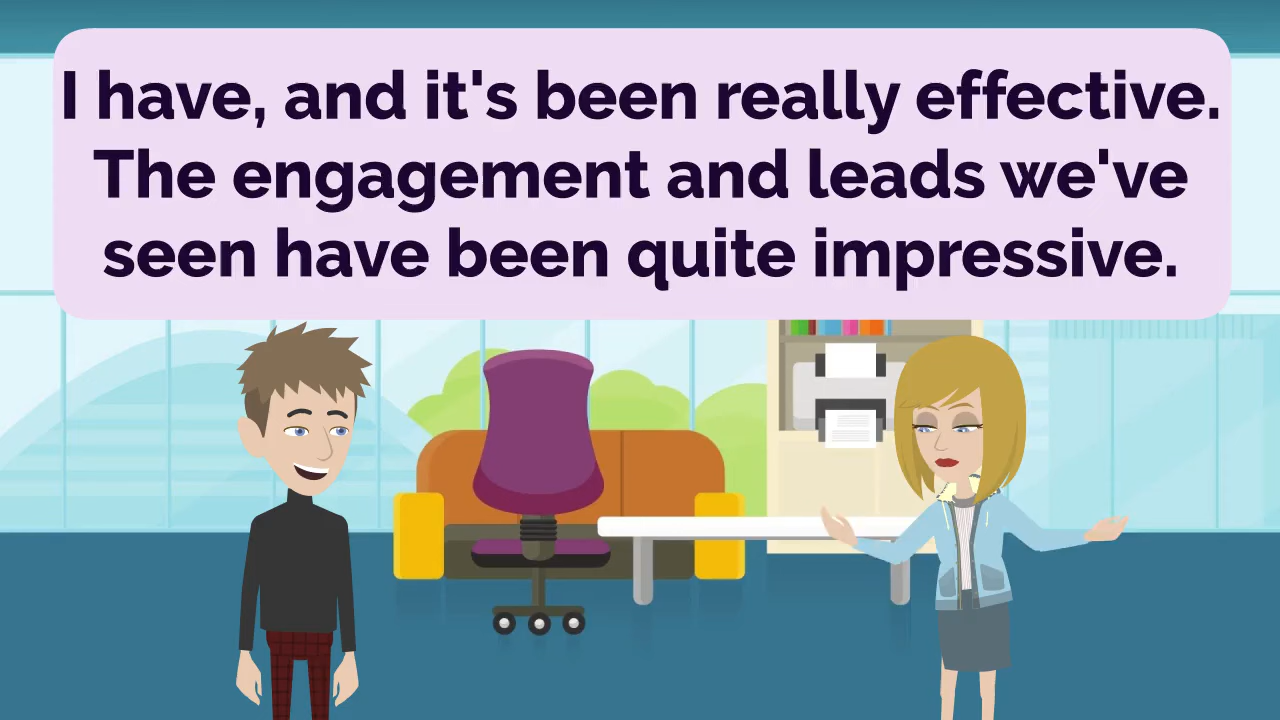 I have, and it's been really effective.
The engagement and leads we've
seen have been quite impressive.